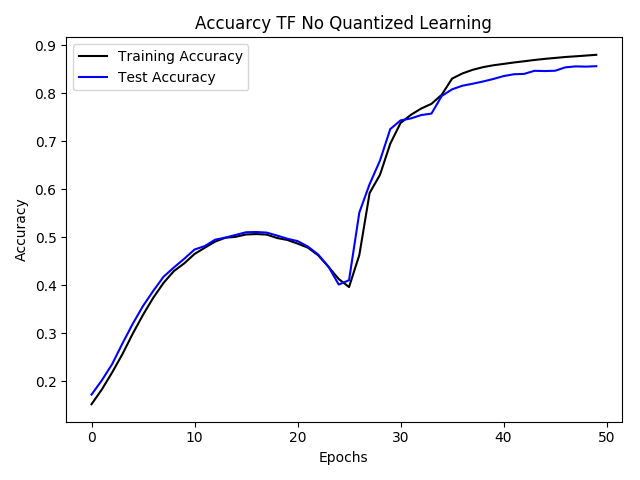 Accuarcy TF No Quantized Learning
Training Accuracy
Test Accuracy
Accuracy
0.9
0.8
0.7
0.6
0.5
0.4
0.3
0.2
0 10 20 30 40 50
Epochs